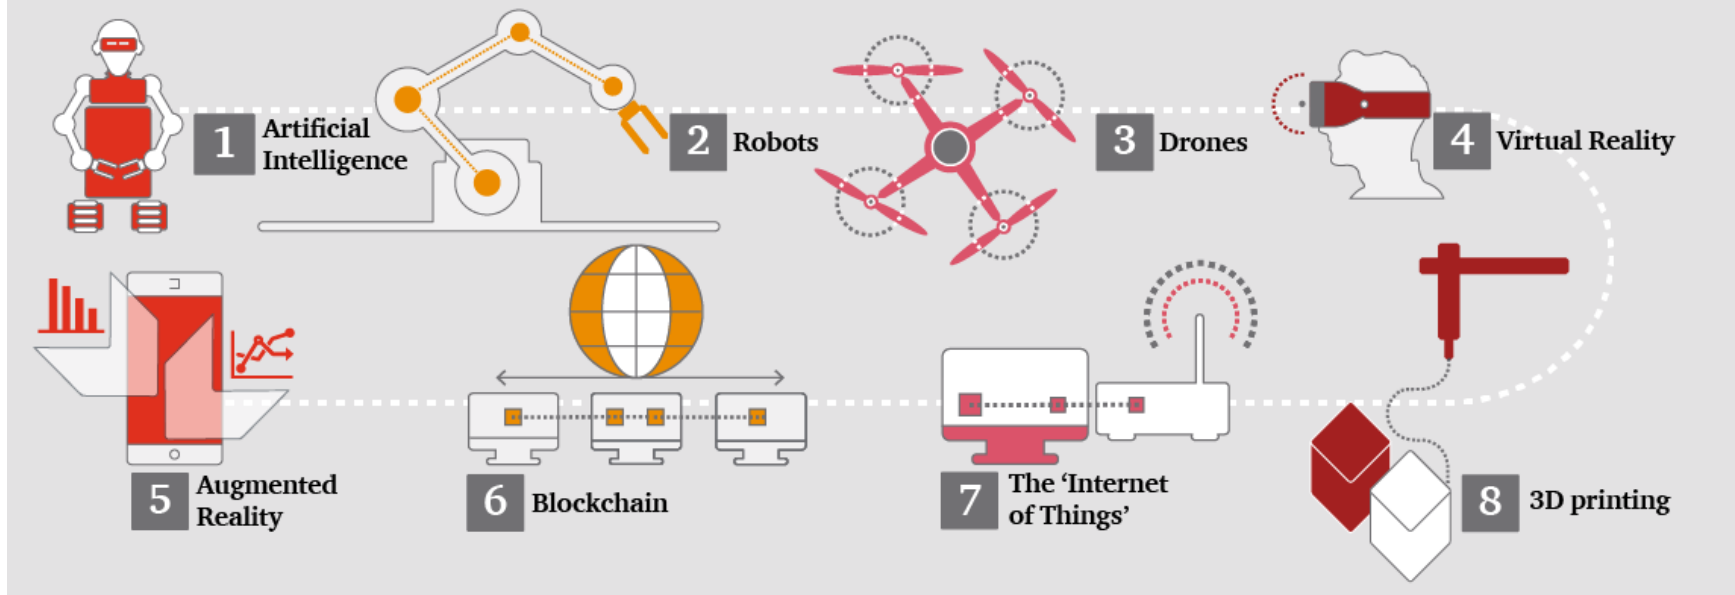 1 Artificial
Intelligence
2 Robots
3 Drones
4 Virtual Reality
5 Augmented
Reality
6 Blockchain
7 The ‘Internet
of Things’
8 3D printing